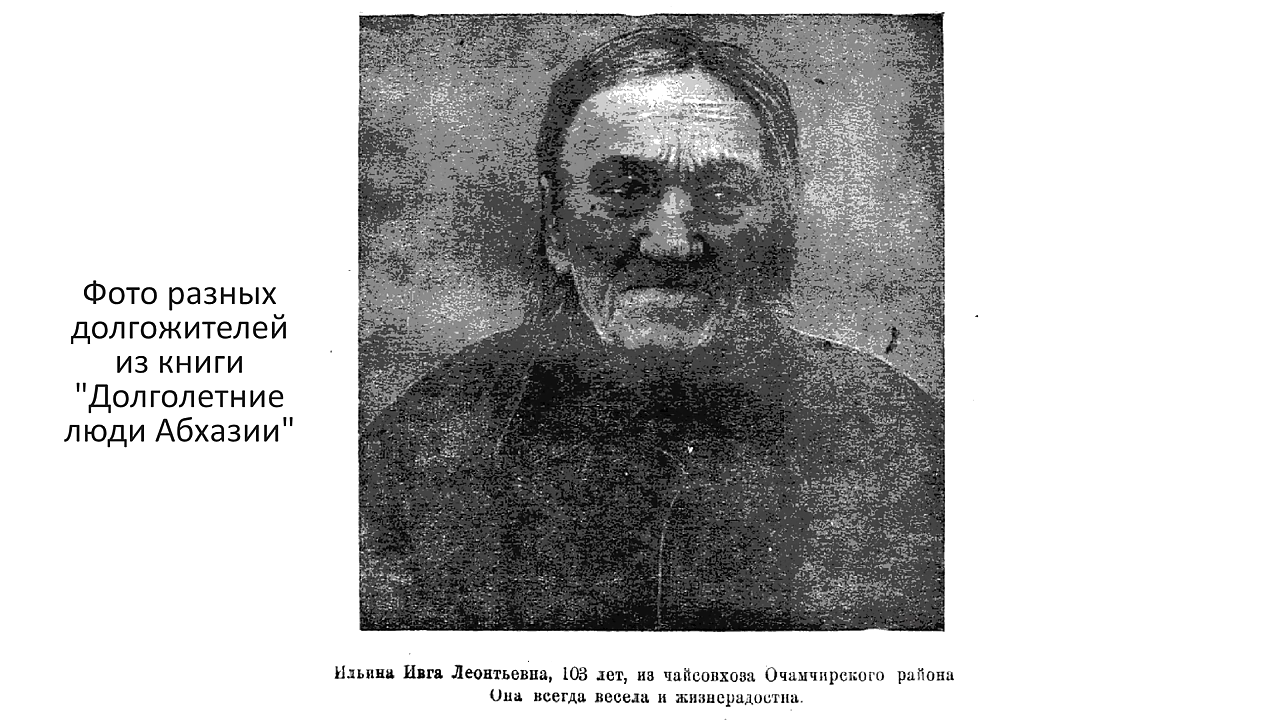 Фото разных
долгожителей
из книги
"Долголетние
люди Абхазии"
Ильина Ивга Леонтьевна, 103 лет, из чайсовхоза Очамчирского района
Она всегда весела и жизнерадостна.